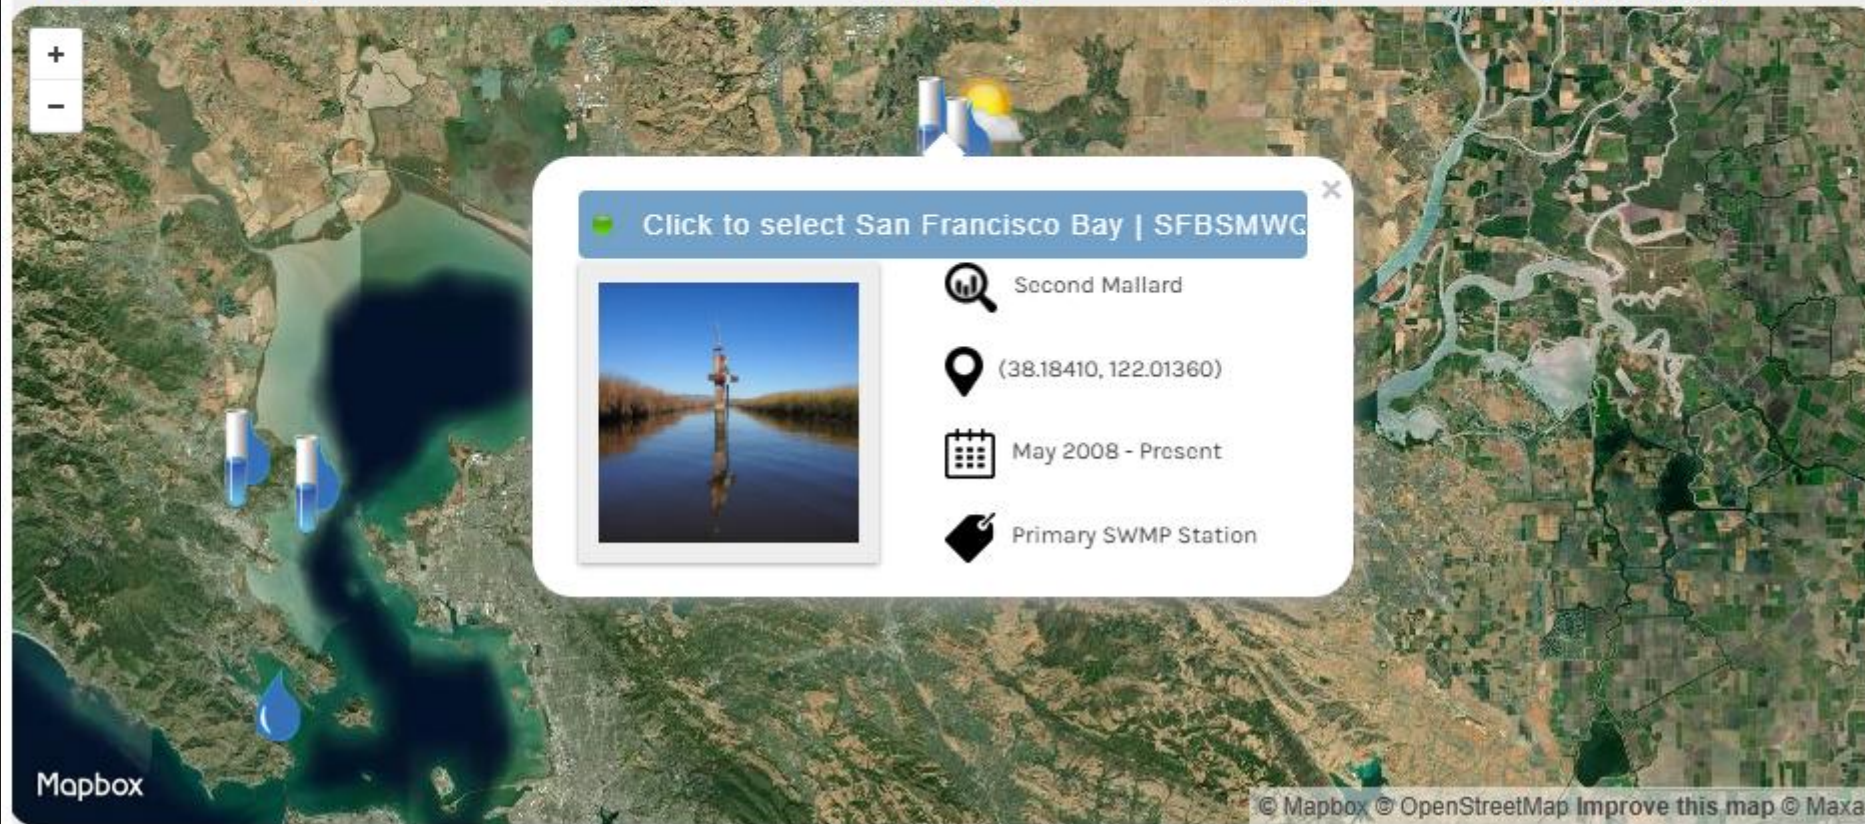 +
−
×
Click to select San Francisco Bay | SFBSMWQ
Second Mallard
(38.18410, 122.01360)
May 2008 - Present
Primary SWMP Station
Mapbox
© Mapbox © OpenStreetMap Improve this map © Maxa